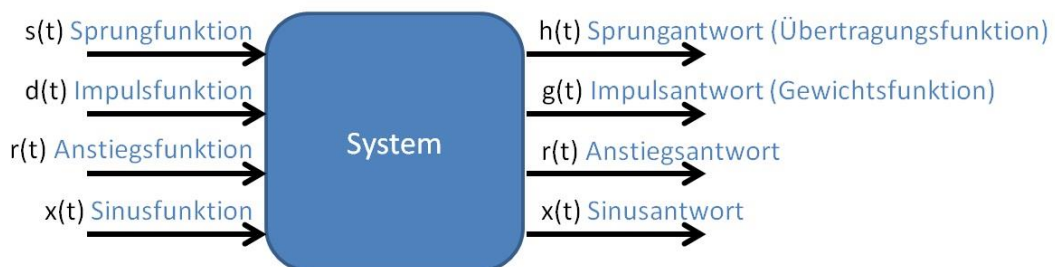 s(t) Sprungfunktion
h(t) Sprungantwort (Übertragungsfunktion)
d(t) Impulsfunktion
g(t) Impulsantwort (Gewichtsfunktion)
System
r(t) Anstiegsfunktion
r(t) Anstiegsantwort
x(t) Sinusfunktion
x(t) Sinusantwort